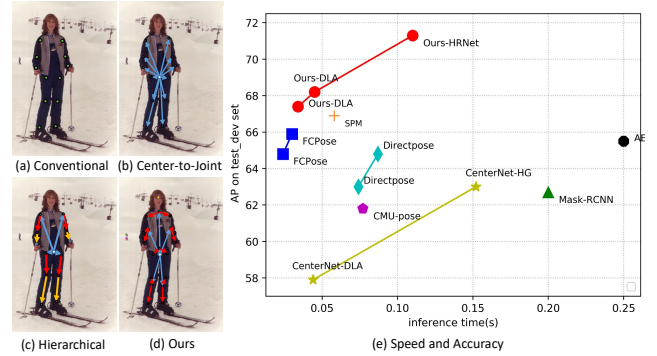 (a) Conventional
(b) Center-to-Joint
(c) Hierarchical
(d) Ours
72
70
68
66
64
62
60
58
AP on test_dev set
Ours-HRNet
Ours-DLA
Ours-DLA
SPM
FCPose
FCPose
Directpose
Directpose
CMU-pose
CenterNet-HG
Mask-RCNN
AE
CenterNet-DLA
0.05
0.10
0.15
0.20
0.25
inference time(s)
(e) Speed and Accuracy